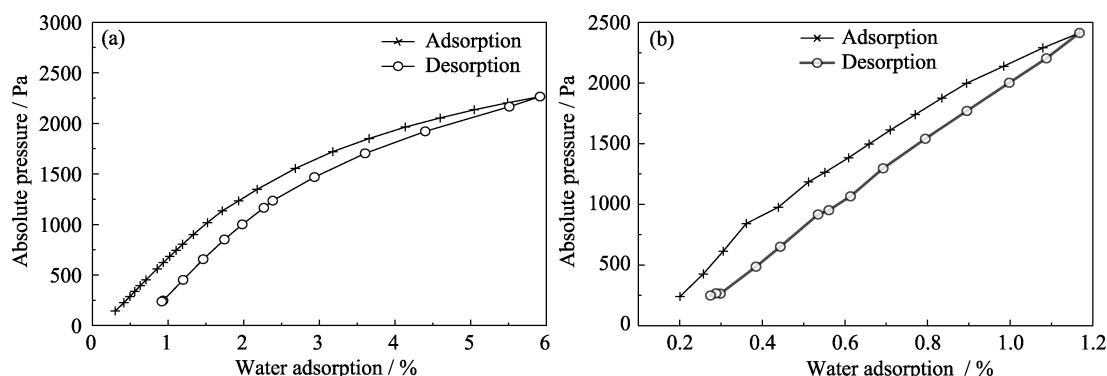 (a)
Adsorption
Desorption
3000
2500
2000
1500
1000
500
0
0 1 2 3 4 5 6
Absolute pressure / Pa
Water adsorption / %
(b)
Adsorption
Desorption
2500
2000
1500
1000
500
0
0.2 0.4 0.6 0.8 1.0 1.2
Absolute pressure / Pa
Water adsorption / %